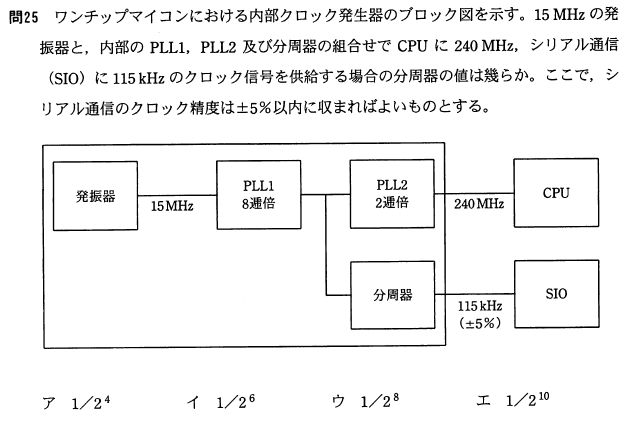 問25 ワンチップマイコンにおける内部クロック発生器のブロック図を示す。15 MHz の発
振器と，内部の PLL1，PLL2 及び分周器の組合せで CPU に 240 MHz，シリアル通信
（SIO）に 115 kHz のクロック信号を供給する場合の分周器の値は幾らか。ここで，シ
リアル通信のクロック精度は±5％以内に収まればよいものとする。
発振器
15 MHz
PLL1
8逓倍
PLL2
2逓倍
240 MHz
CPU
分周器
115 kHz
（±5％）
SIO
ア 1／2⁴ イ 1／2⁶ ウ 1／2⁸ エ 1／2¹⁰